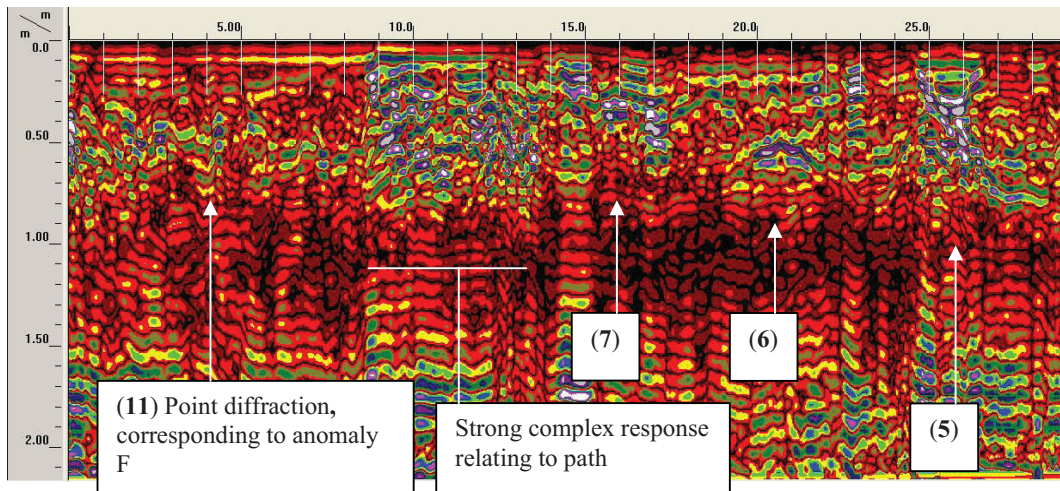 m
m
5.00 10.0 15.0 20.0 25.0
0.0
0.50
1.00
1.50
2.00
(7)
(6)
(5)
(11) Point diffraction,
corresponding to anomaly
F
Strong complex response
relating to path